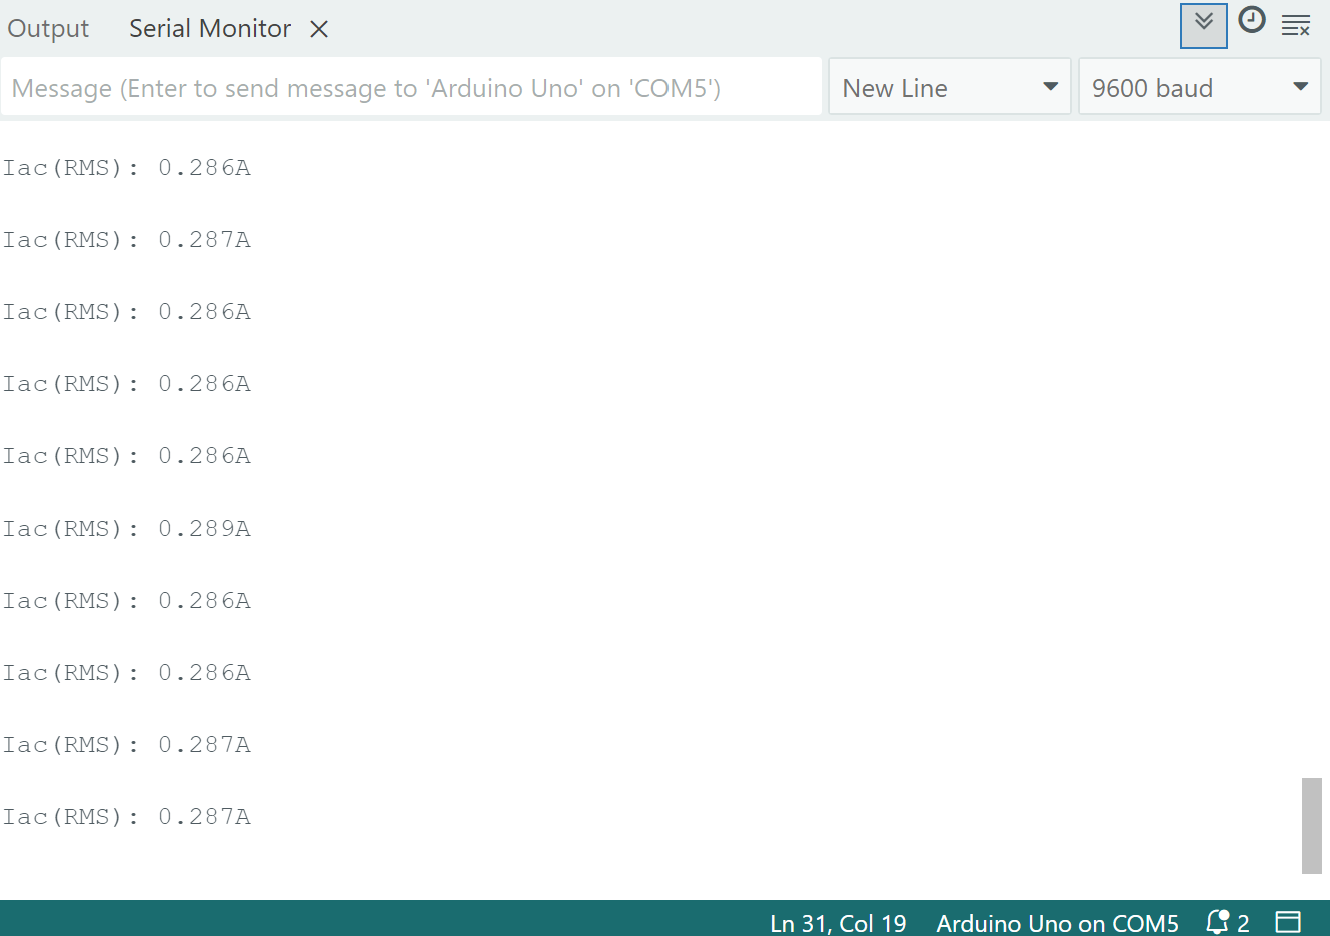 Output Serial Monitor
Message (Enter to send message to 'Arduino Uno' on 'COM5') New Line 9600 baud
Iac(RMS): 0.286A
Iac(RMS): 0.287A
Iac(RMS): 0.286A
Iac(RMS): 0.286A
Iac(RMS): 0.286A
Iac(RMS): 0.289A
Iac(RMS): 0.286A
Iac(RMS): 0.286A
Iac(RMS): 0.287A
Iac(RMS): 0.287A
Ln 31, Col 19 Arduino Uno on COM5 2